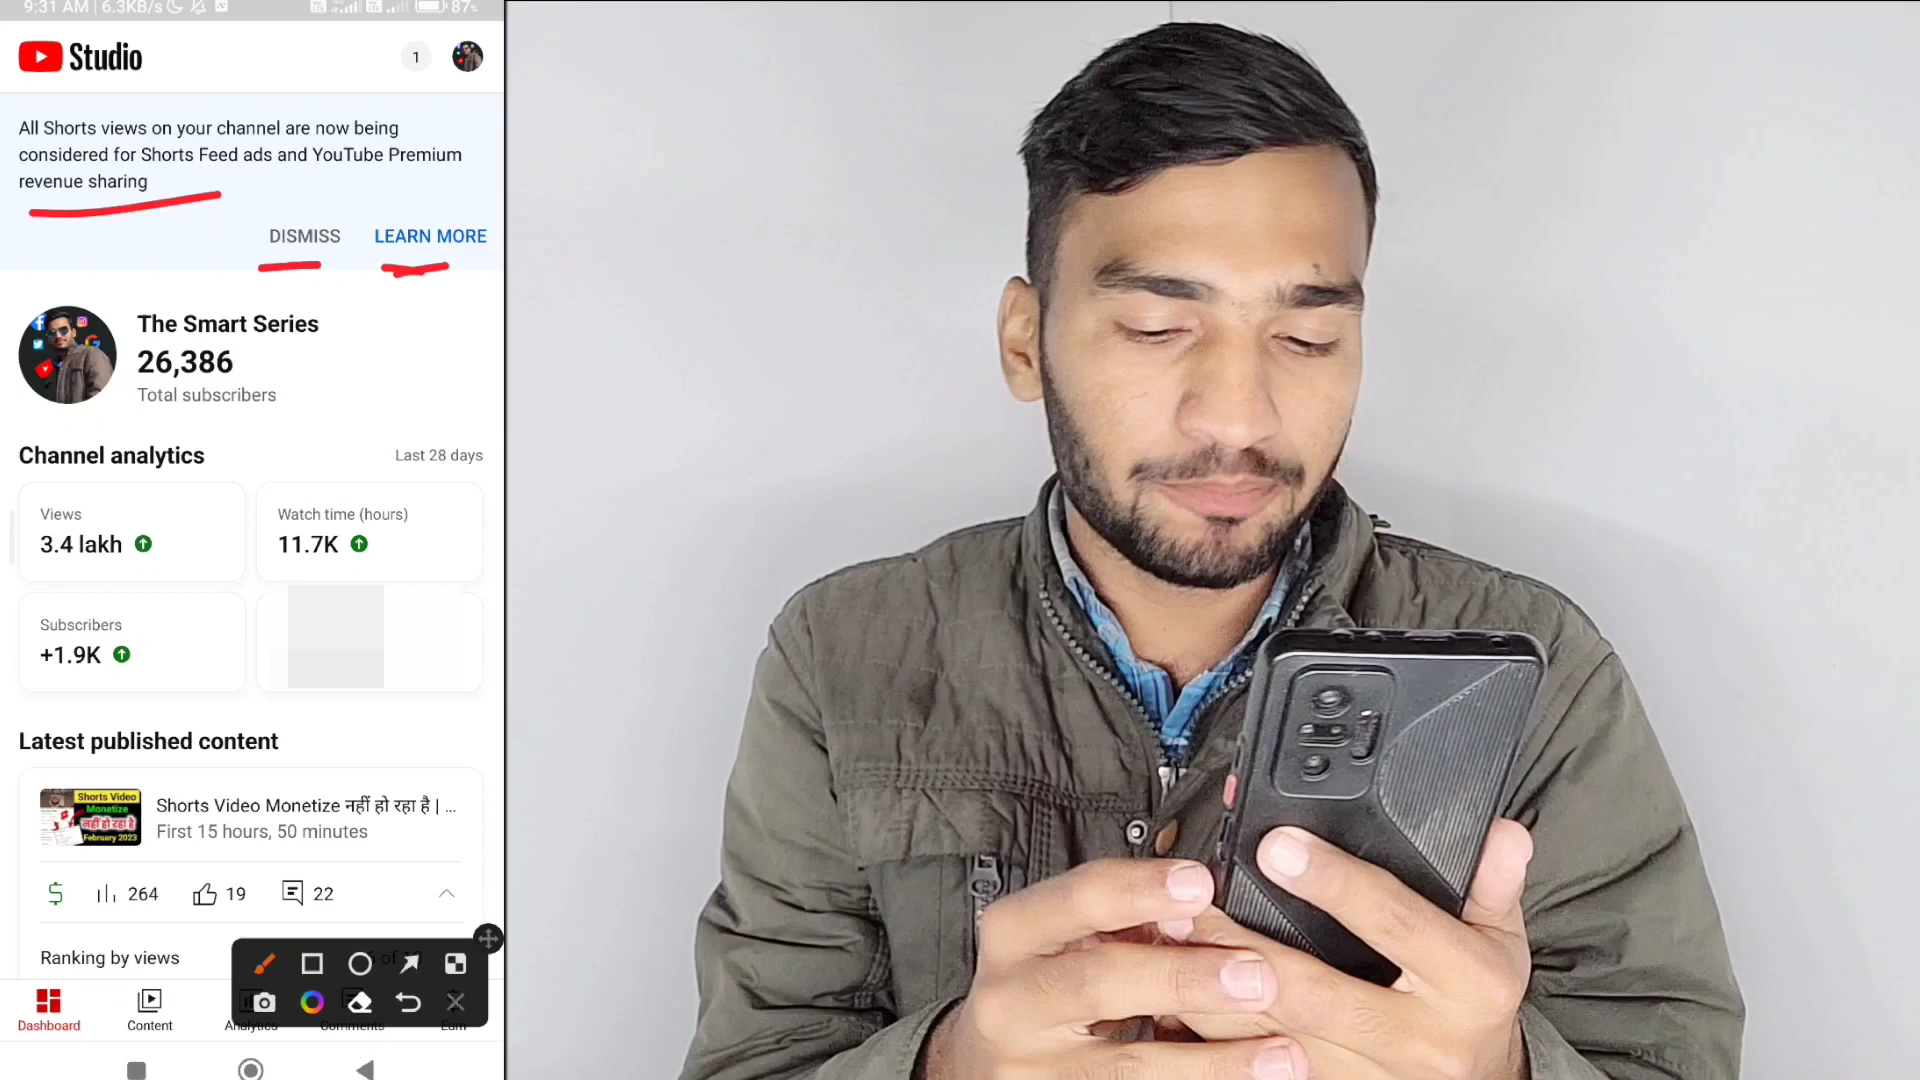 9:31 AM | 6.3KB/s
87%
Studio
1
All Shorts views on your channel are now being
considered for Shorts Feed ads and YouTube Premium
revenue sharing
DISMISS
LEARN MORE
The Smart Series
26,386
Total subscribers
Channel analytics
Last 28 days
Views
3.4 lakh
Watch time (hours)
11.7K
Subscribers
+1.9K
Latest published content
Shorts Video
Monetize
नहीं हो रहा है
February 2023
Shorts Video Monetize नहीं हो रहा है | ...
First 15 hours, 50 minutes
264
19
22
Ranking by views
Dashboard
Content
Analytics
Comments
Earn